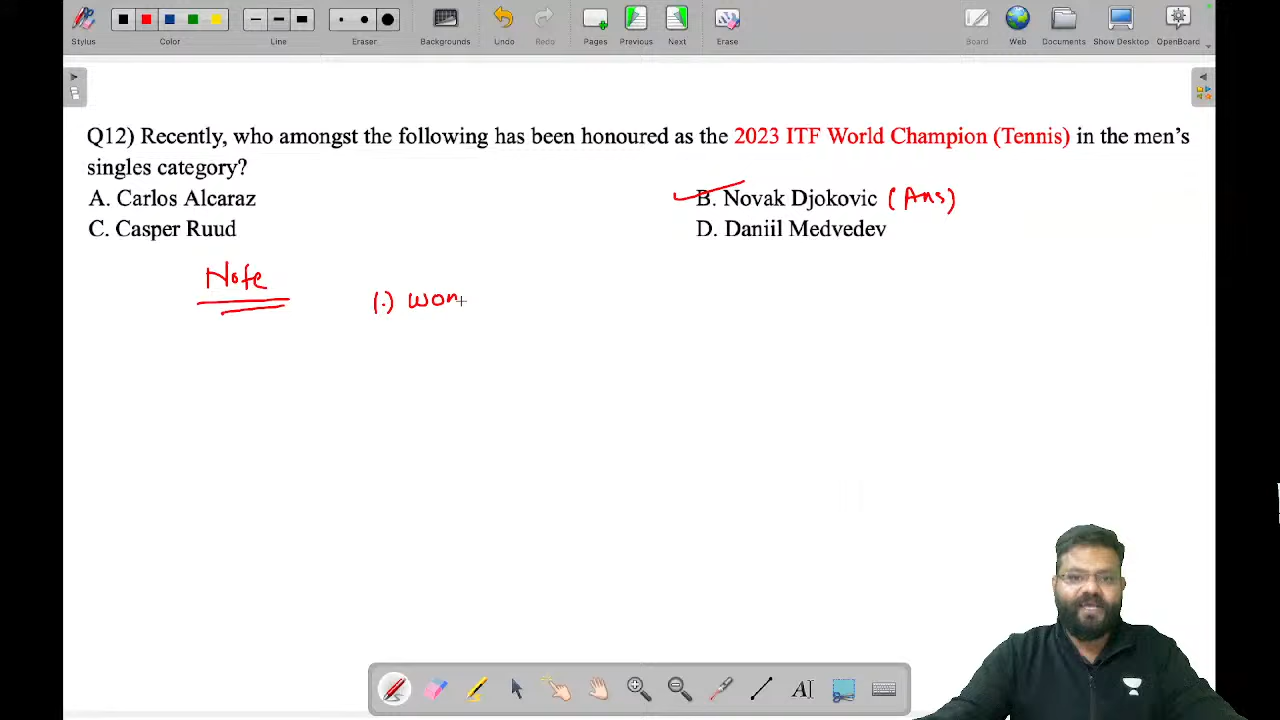 Stylus Color Line Eraser Backgrounds Undo Redo Pages Previous Next Erase Board Web Documents Show Desktop OpenBoard
Q12) Recently, who amongst the following has been honoured as the 2023 ITF World Champion (Tennis) in the men’s
singles category?
A. Carlos Alcaraz B. Novak Djokovic (Ans)
C. Casper Ruud D. Daniil Medvedev
Note
(.) wom